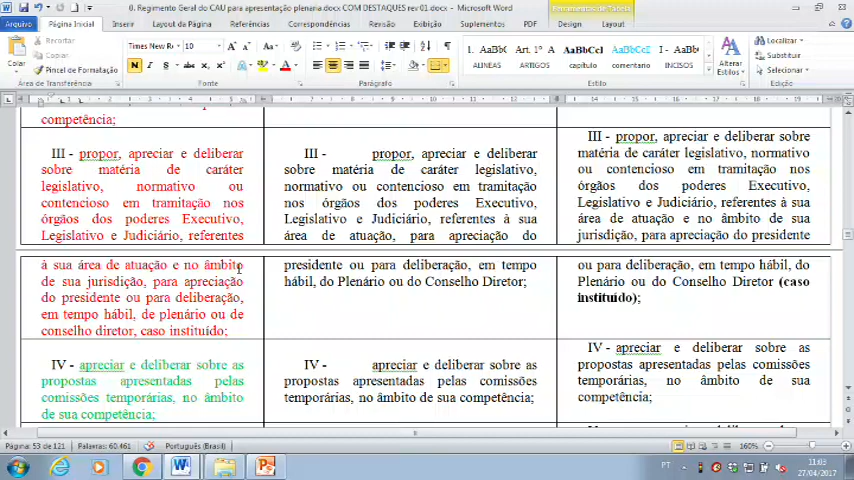 0. Regimento Geral do CAU para apresentação plenaria.docx COM DESTAQUES rev 01.docx - Microsoft Word
Arquivo Página Inicial Inserir Layout da Página Referências Correspondências Revisão Exibição Suplementos PDF Design Layout
Recortar
Copiar
Pincel de Formatação
Colar
Times New Ro 10
AaBb( ALINEAS
Art. 1º A ARTIGOS
AaBbCcI capítulo
AaBbCc comentario
I - AaBb INCISOS
Alterar Estilos
Localizar
Substituir
Selecionar
Área de Transferência Fonte Parágrafo Estilo Edição
competência;
III - propor, apreciar e deliberar
sobre matéria de caráter
legislativo, normativo ou
contencioso em tramitação nos
órgãos dos poderes Executivo,
Legislativo e Judiciário, referentes
à sua área de atuação e no âmbito
de sua jurisdição, para apreciação
do presidente ou para deliberação,
em tempo hábil, de plenário ou de
conselho diretor, caso instituído;
III - propor, apreciar e deliberar
sobre matéria de caráter legislativo,
normativo ou contencioso em tramitação
nos órgãos dos poderes Executivo,
Legislativo e Judiciário, referentes à sua
área de atuação, para apreciação do
presidente ou para deliberação, em tempo
hábil, do Plenário ou do Conselho Diretor;
III - propor, apreciar e deliberar sobre
matéria de caráter legislativo, normativo
ou contencioso em tramitação nos
órgãos dos poderes Executivo,
Legislativo e Judiciário, referentes à sua
área de atuação e no âmbito de sua
jurisdição, para apreciação do presidente
ou para deliberação, em tempo hábil, do
Plenário ou do Conselho Diretor (caso
instituído);
IV - apreciar e deliberar sobre as
propostas apresentadas pelas
comissões temporárias, no âmbito
de sua competência;
IV - apreciar e deliberar sobre as
propostas apresentadas pelas comissões
temporárias, no âmbito de sua competência;
IV - apreciar e deliberar sobre as
propostas apresentadas pelas comissões
temporárias, no âmbito de sua
competência;
Página: 53 de 121 Palavras: 60.461 Português (Brasil) 160%
PT 11:03
27/04/2017